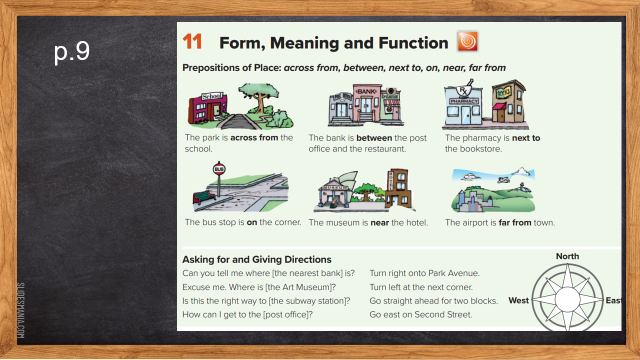 p.9
11 Form, Meaning and Function
Prepositions of Place: across from, between, next to, on, near, far from
School
BANK
PHARMACY
The park is across from the
school.
The bank is between the post
office and the restaurant.
The pharmacy is next to
the bookstore.
BUS
The bus stop is on the corner.
The museum is near the hotel.
The airport is far from town.
Asking for and Giving Directions
Can you tell me where [the nearest bank] is?
Excuse me. Where is [the Art Museum]?
Is this the right way to [the subway station]?
How can I get to the [post office]?
Turn right onto Park Avenue.
Turn left at the next corner.
Go straight ahead for two blocks.
Go east on Second Street.
North
West
East
SLIDESMANIA.COM